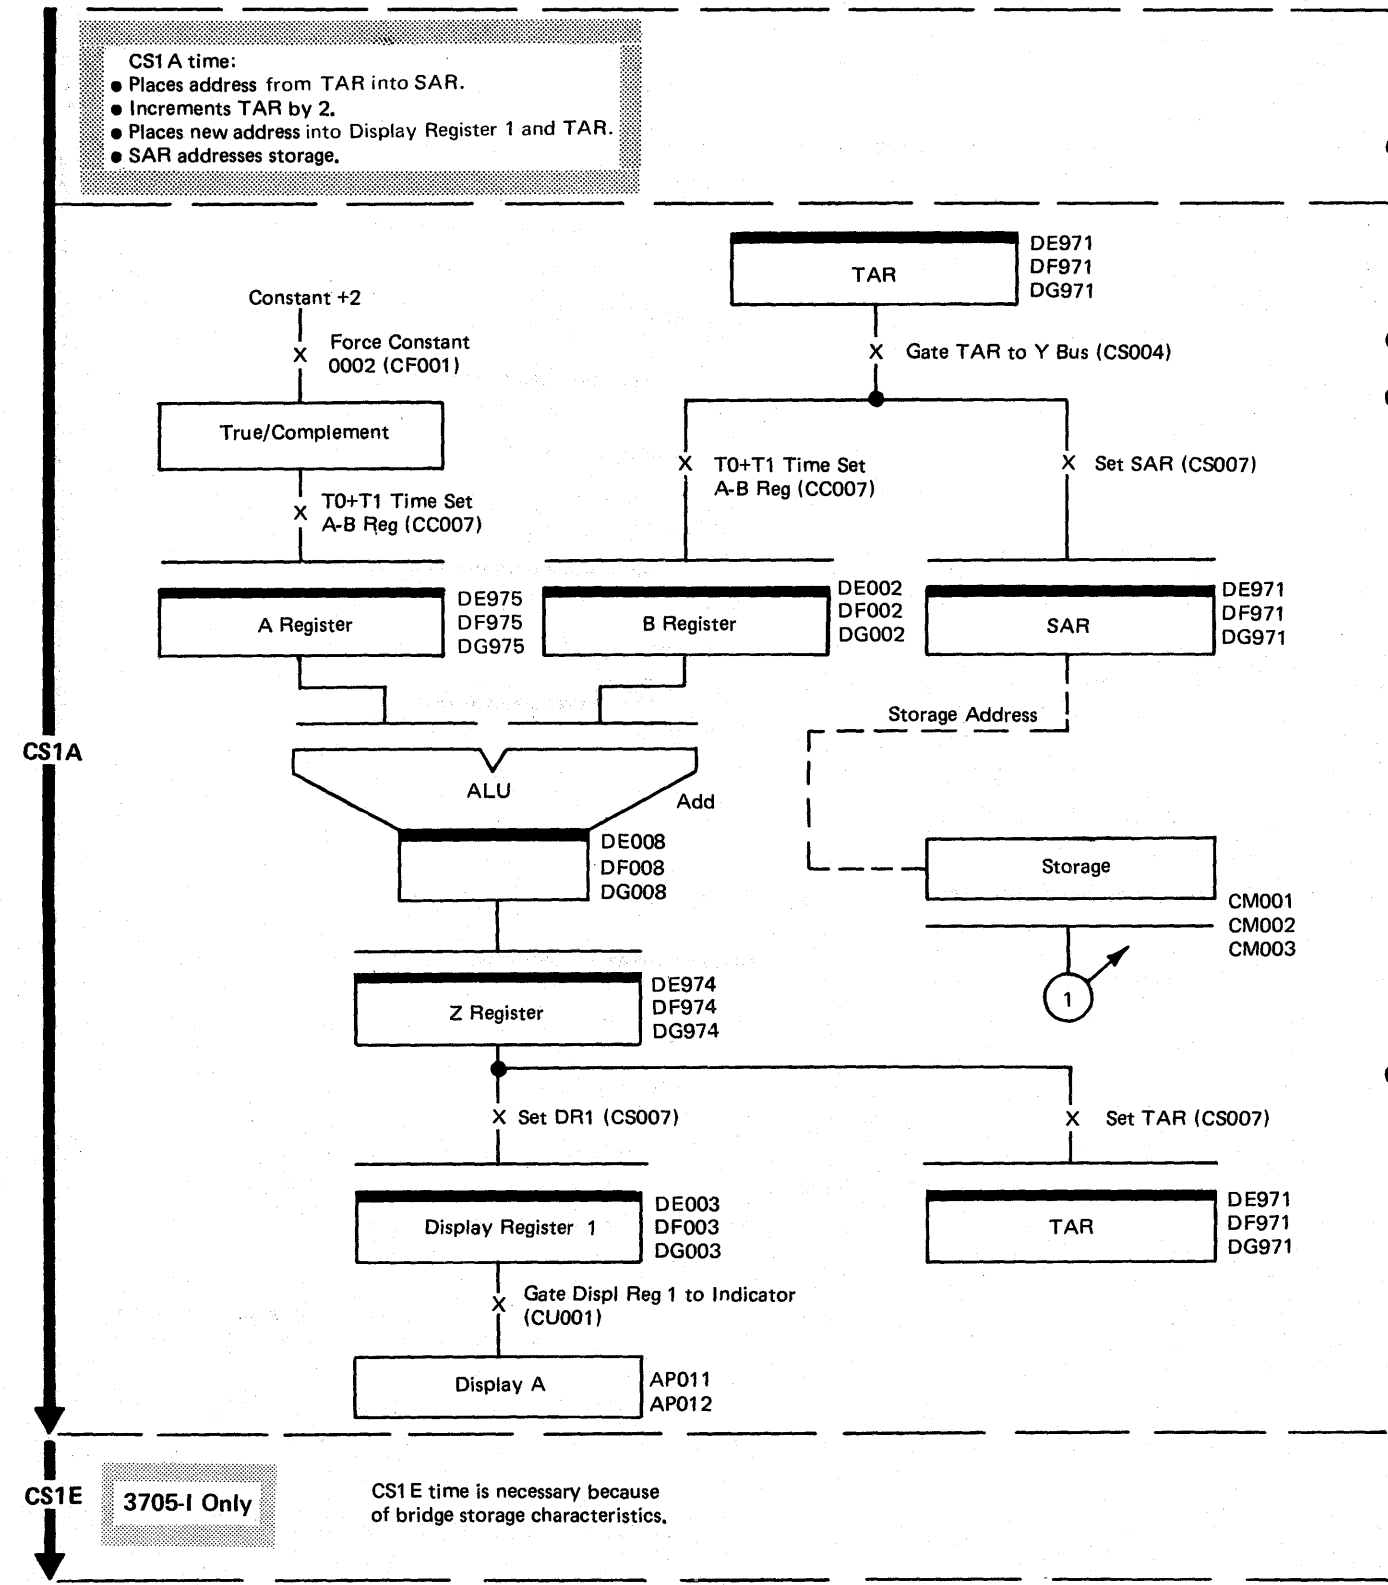 CS1A time:
● Places address from TAR into SAR.
● Increments TAR by 2.
● Places new address into Display Register 1 and TAR.
● SAR addresses storage.
TAR
DE971
DF971
DG971
Constant +2
X Force Constant
0002 (CF001)
X Gate TAR to Y Bus (CS004)
True/Complement
X T0+T1 Time Set
A-B Reg (CC007)
X T0+T1 Time Set
A-B Reg (CC007)
X Set SAR (CS007)
A Register
DE975
DF975
DG975
B Register
DE002
DF002
DG002
SAR
DE971
DF971
DG971
Storage Address
CS1A
ALU
Add
DE008
DF008
DG008
Storage
CM001
CM002
CM003
1
Z Register
DE974
DF974
DG974
X Set DR1 (CS007)
X Set TAR (CS007)
Display Register 1
DE003
DF003
DG003
TAR
DE971
DF971
DG971
X Gate Displ Reg 1 to Indicator
(CU001)
Display A
AP011
AP012
CS1E
3705-I Only
CS1E time is necessary because
of bridge storage characteristics.